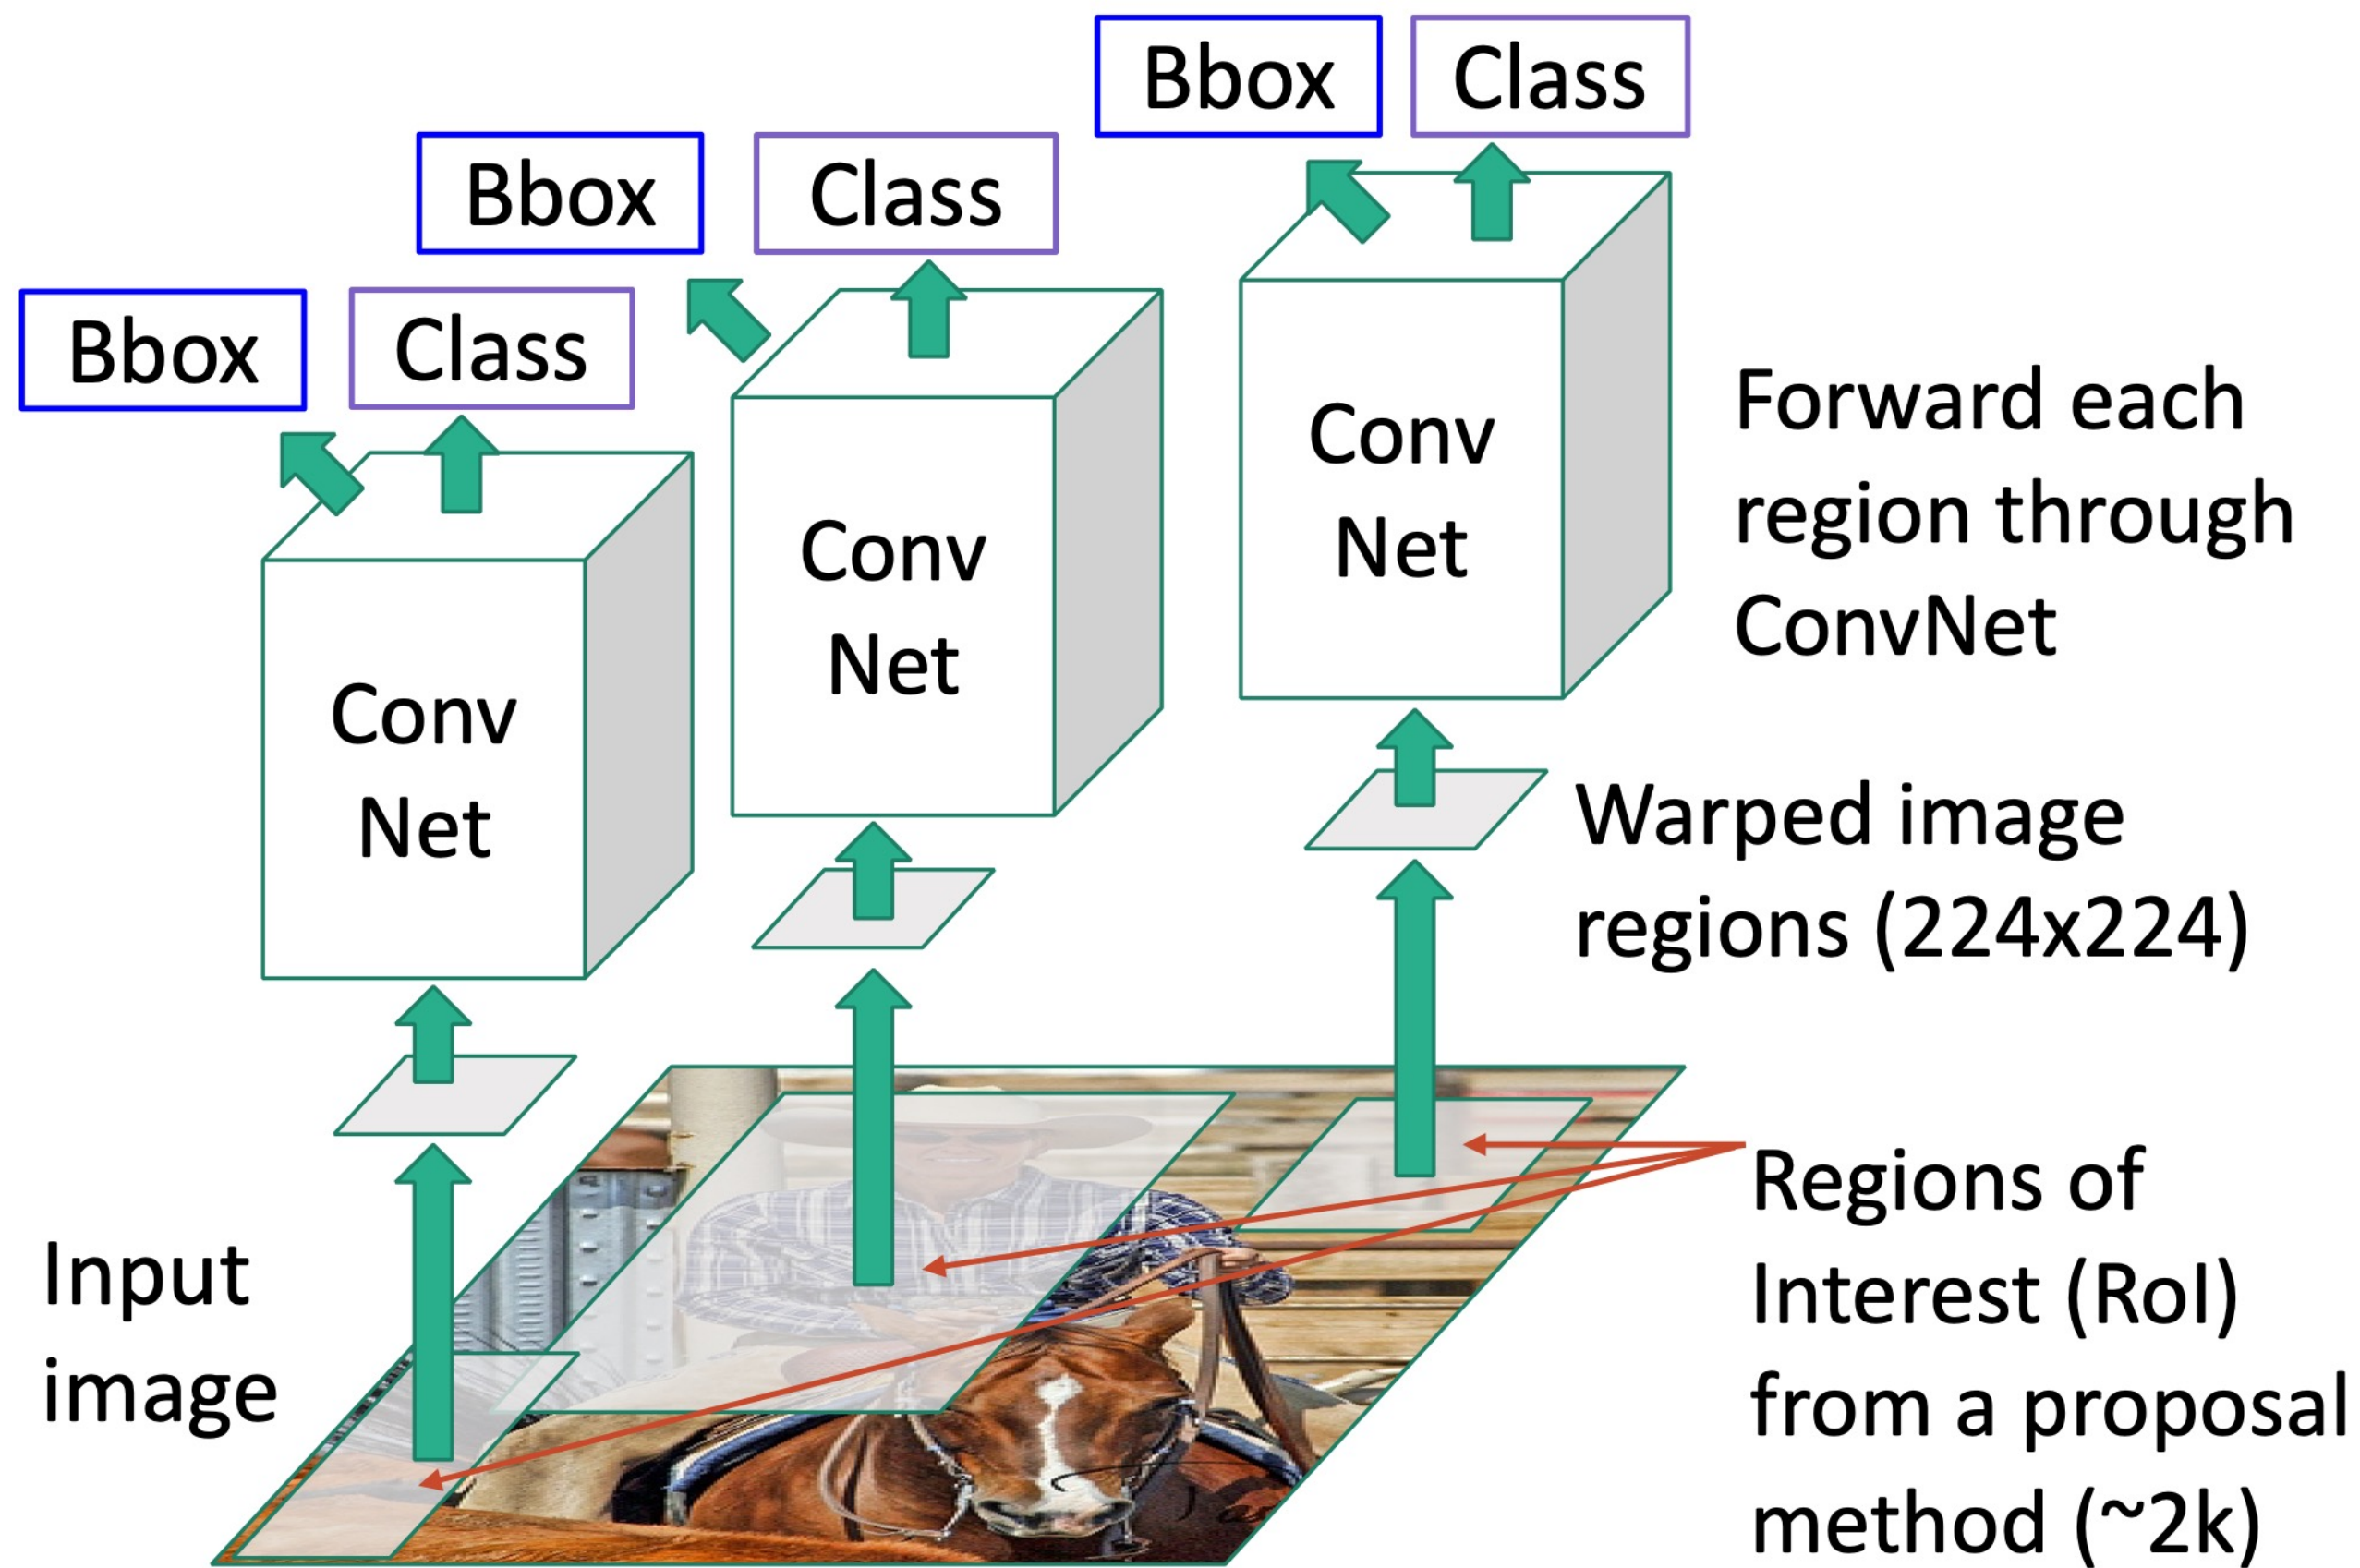 Bbox
Class
Bbox
Class
Bbox
Class
Conv
Net
Conv
Net
Conv
Net
Forward each
region through
ConvNet
Warped image
regions (224x224)
Input
image
Regions of
Interest (RoI)
from a proposal
method (~2k)